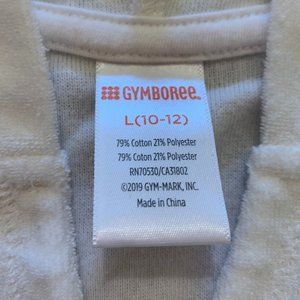 GYMBOREE
L(10-12)
79% Cotton 21% Polyester
79% Cotton 21% Polyester
RN70530/CA31802
©2019 GYM-MARK, INC.
Made in China